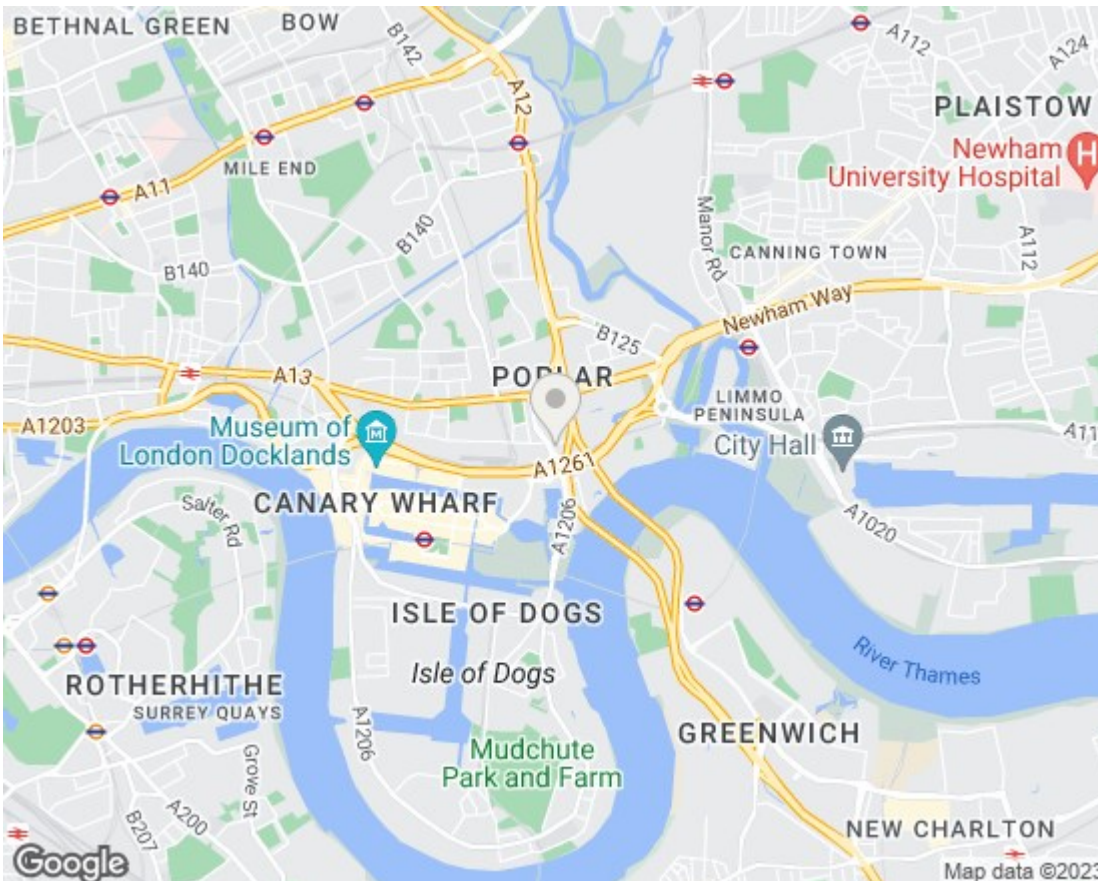 BETHNAL GREEN
BOW
B142
A12
A112
A124
PLAISTOW
Newham
University Hospital
H
MILE END
A11
B140
B140
Manor Rd
CANNING TOWN
A112
Newham Way
B125
POPLAR
A13
LIMMO
PENINSULA
A1203
Museum of
London Docklands
M
City Hall
A11
A1261
CANARY WHARF
Salter Rd
A1206
A1020
ISLE OF DOGS
Isle of Dogs
River Thames
ROTHERHITHE
SURREY QUAYS
A1206
GREENWICH
Mudchute
Park and Farm
Grove St
A200
B207
NEW CHARLTON
Google
Map data ©2023